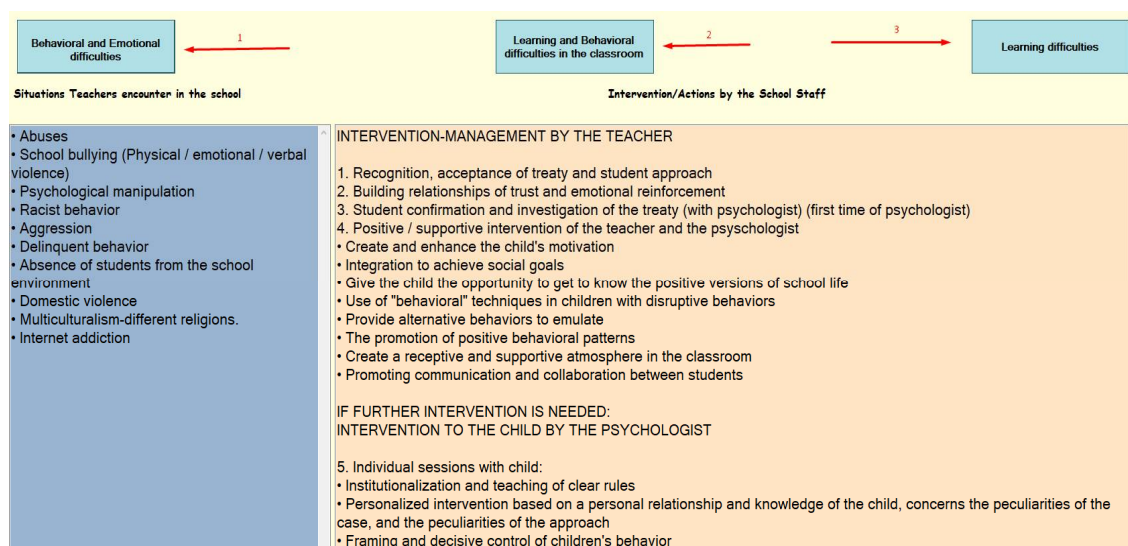 Behavioral and Emotional
difficulties
1
Learning and Behavioral
difficulties in the classroom
2
3
Learning difficulties
Situations Teachers encounter in the school
Intervention/Actions by the School Staff
• Abuses
• School bullying (Physical / emotional / verbal
violence)
• Psychological manipulation
• Racist behavior
• Aggression
• Delinquent behavior
• Absence of students from the school
environment
• Domestic violence
• Multiculturalism-different religions.
• Internet addiction
INTERVENTION-MANAGEMENT BY THE TEACHER
1. Recognition, acceptance of treaty and student approach
2. Building relationships of trust and emotional reinforcement
3. Student confirmation and investigation of the treaty (with psychologist) (first time of psychologist)
4. Positive / supportive intervention of the teacher and the psyschologist
• Create and enhance the child's motivation
• Integration to achieve social goals
• Give the child the opportunity to get to know the positive versions of school life
• Use of "behavioral" techniques in children with disruptive behaviors
• Provide alternative behaviors to emulate
• The promotion of positive behavioral patterns
• Create a receptive and supportive atmosphere in the classroom
• Promoting communication and collaboration between students
IF FURTHER INTERVENTION IS NEEDED:
INTERVENTION TO THE CHILD BY THE PSYCHOLOGIST
5. Individual sessions with child:
• Institutionalization and teaching of clear rules
• Personalized intervention based on a personal relationship and knowledge of the child, concerns the peculiarities of the
case, and the peculiarities of the approach
• Framing and decisive control of children's behavior